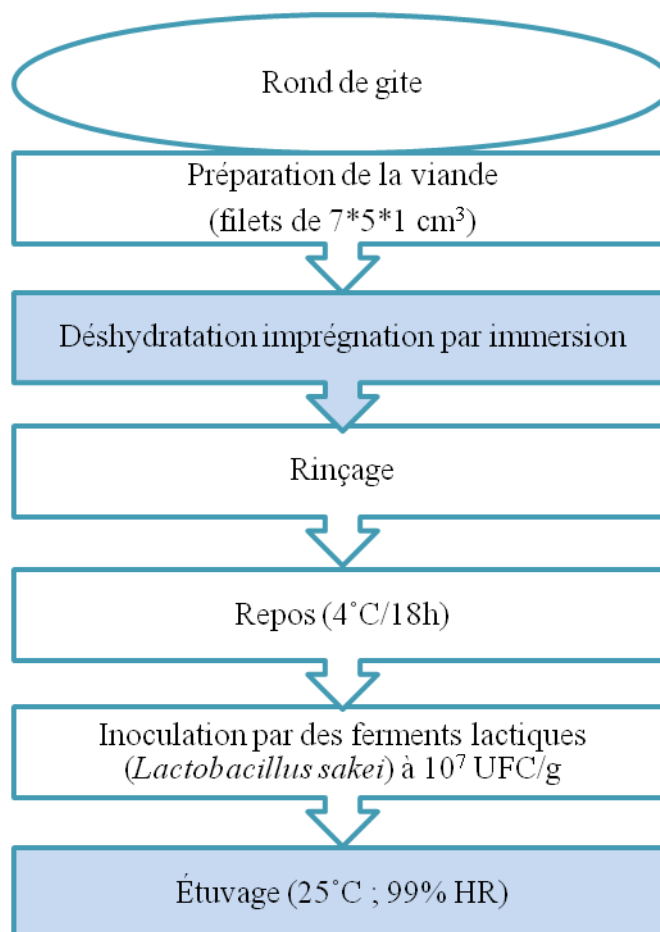 Rond de gite
Préparation de la viande
(filets de 7*5*1 cm³)
Déshydratation imprégnation par immersion
Rinçage
Repos (4˚C/18h)
Inoculation par des ferments lactiques
(Lactobacillus sakei) à 10⁷ UFC/g
Étuvage (25˚C ; 99% HR)